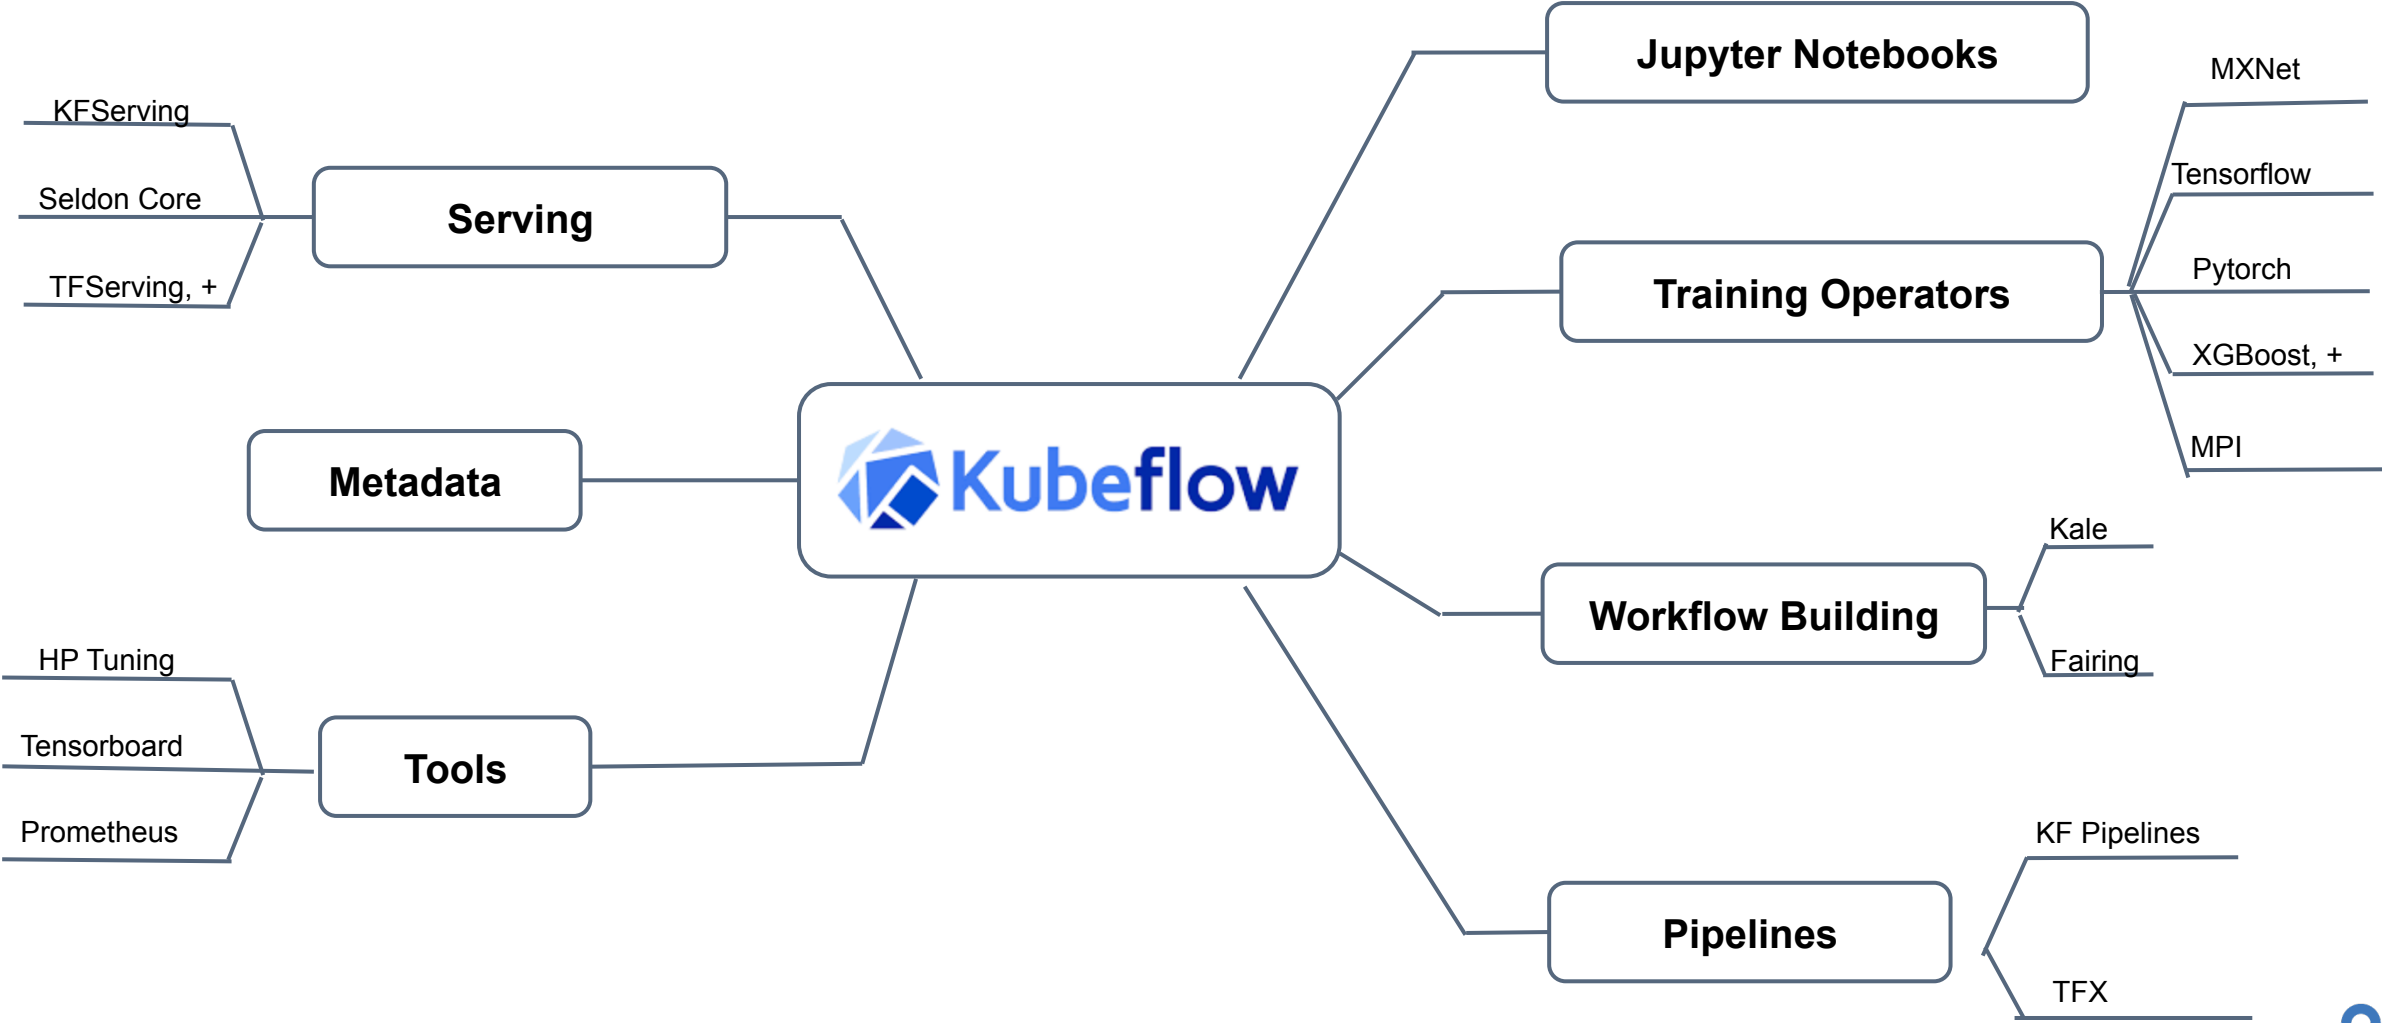 Jupyter Notebooks
MXNet
KFServing
Tensorflow
Seldon Core
Serving
Pytorch
TFServing, +
Training Operators
XGBoost, +
MPI
Metadata
Kubeflow
Kale
Workflow Building
HP Tuning
Fairing
Tensorboard
Tools
Prometheus
KF Pipelines
Pipelines
TFX